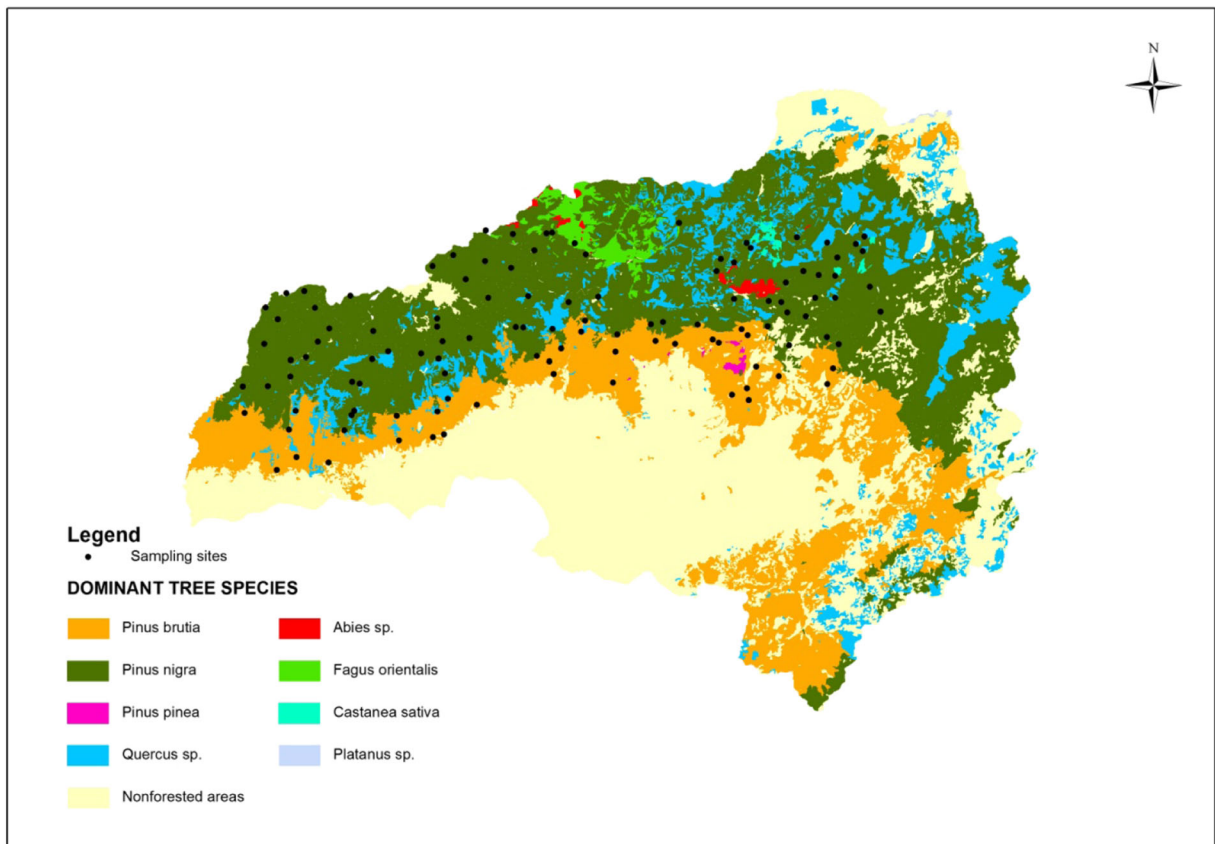 N
Legend
Sampling sites
DOMINANT TREE SPECIES
Pinus brutia
Abies sp.
Pinus nigra
Fagus orientalis
Pinus pinea
Castanea sativa
Quercus sp.
Platanus sp.
Nonforested areas